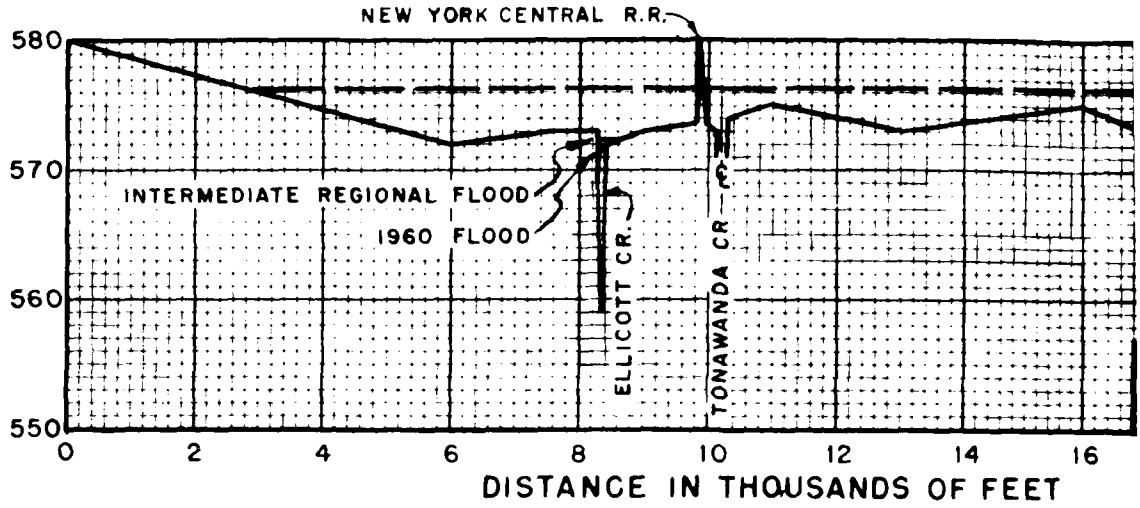 NEW YORK CENTRAL R.R.
580
570
INTERMEDIATE REGIONAL FLOOD
1960 FLOOD
560
ELLICOTT CR.
TONAWANDA CR
550
0 2 4 6 8 10 12 14 16
DISTANCE IN THOUSANDS OF FEET